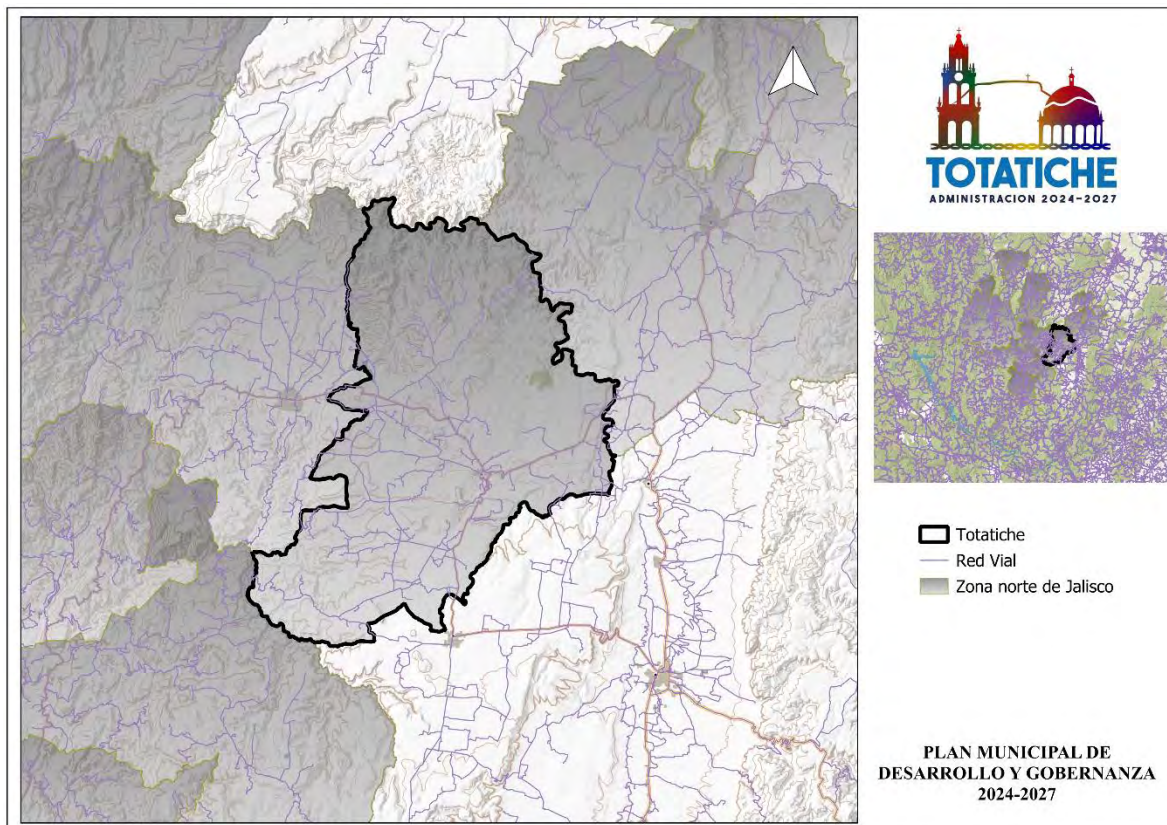 TOTATICHE
ADMINISTRACION 2024-2027
Totatiche
Red Vial
Zona norte de Jalisco
PLAN MUNICIPAL DE
DESARROLLO Y GOBERNANZA
2024-2027